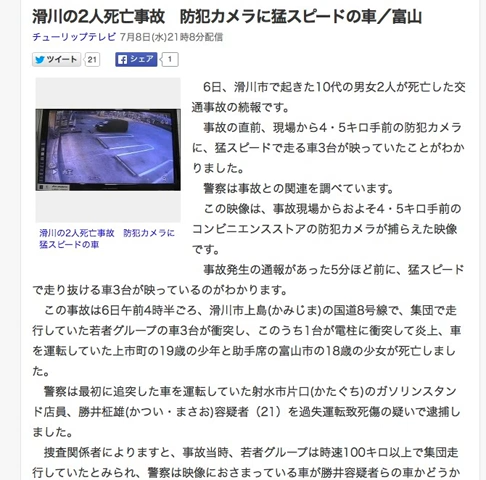 滑川の2人死亡事故　防犯カメラに猛スピードの車／富山
チューリップテレビ 7月8日(水)21時8分配信
ツイート 21 シェア 1
6日、滑川市で起きた10代の男女2人が死亡した交
通事故の続報です。
事故の直前、現場から4・5キロ手前の防犯カメラ
に、猛スピードで走る車3台が映っていたことがわか
りました。
警察は事故との関連を調べています。
この映像は、事故現場からおよそ4・5キロ手前の
コンビニエンスストアの防犯カメラが捕らえた映像
です。
滑川の2人死亡事故　防犯カメラに
猛スピードの車
事故発生の通報があった5分ほど前に、猛スピード
で走り抜ける車3台が映っているのがわかります。
この事故は6日午前4時半ごろ、滑川市上島(かみじま)の国道8号線で、集団で走
行していた若者グループの車3台が衝突し、このうち1台が電柱に衝突して炎上、車
を運転していた上市町の19歳の少年と助手席の富山市の18歳の少女が死亡しまし
た。
警察は最初に追突した車を運転していた射水市片口(かたぐち)のガソリンスタン
ド店員、勝井柾雄(かつい・まさお)容疑者（21）を過失運転致死傷の疑いで逮捕し
ました。
捜査関係者によりますと、事故当時、若者グループは時速100キロ以上で集団走
行していたとみられ、警察は映像におさまっている車が勝井容疑者らの車かどうか